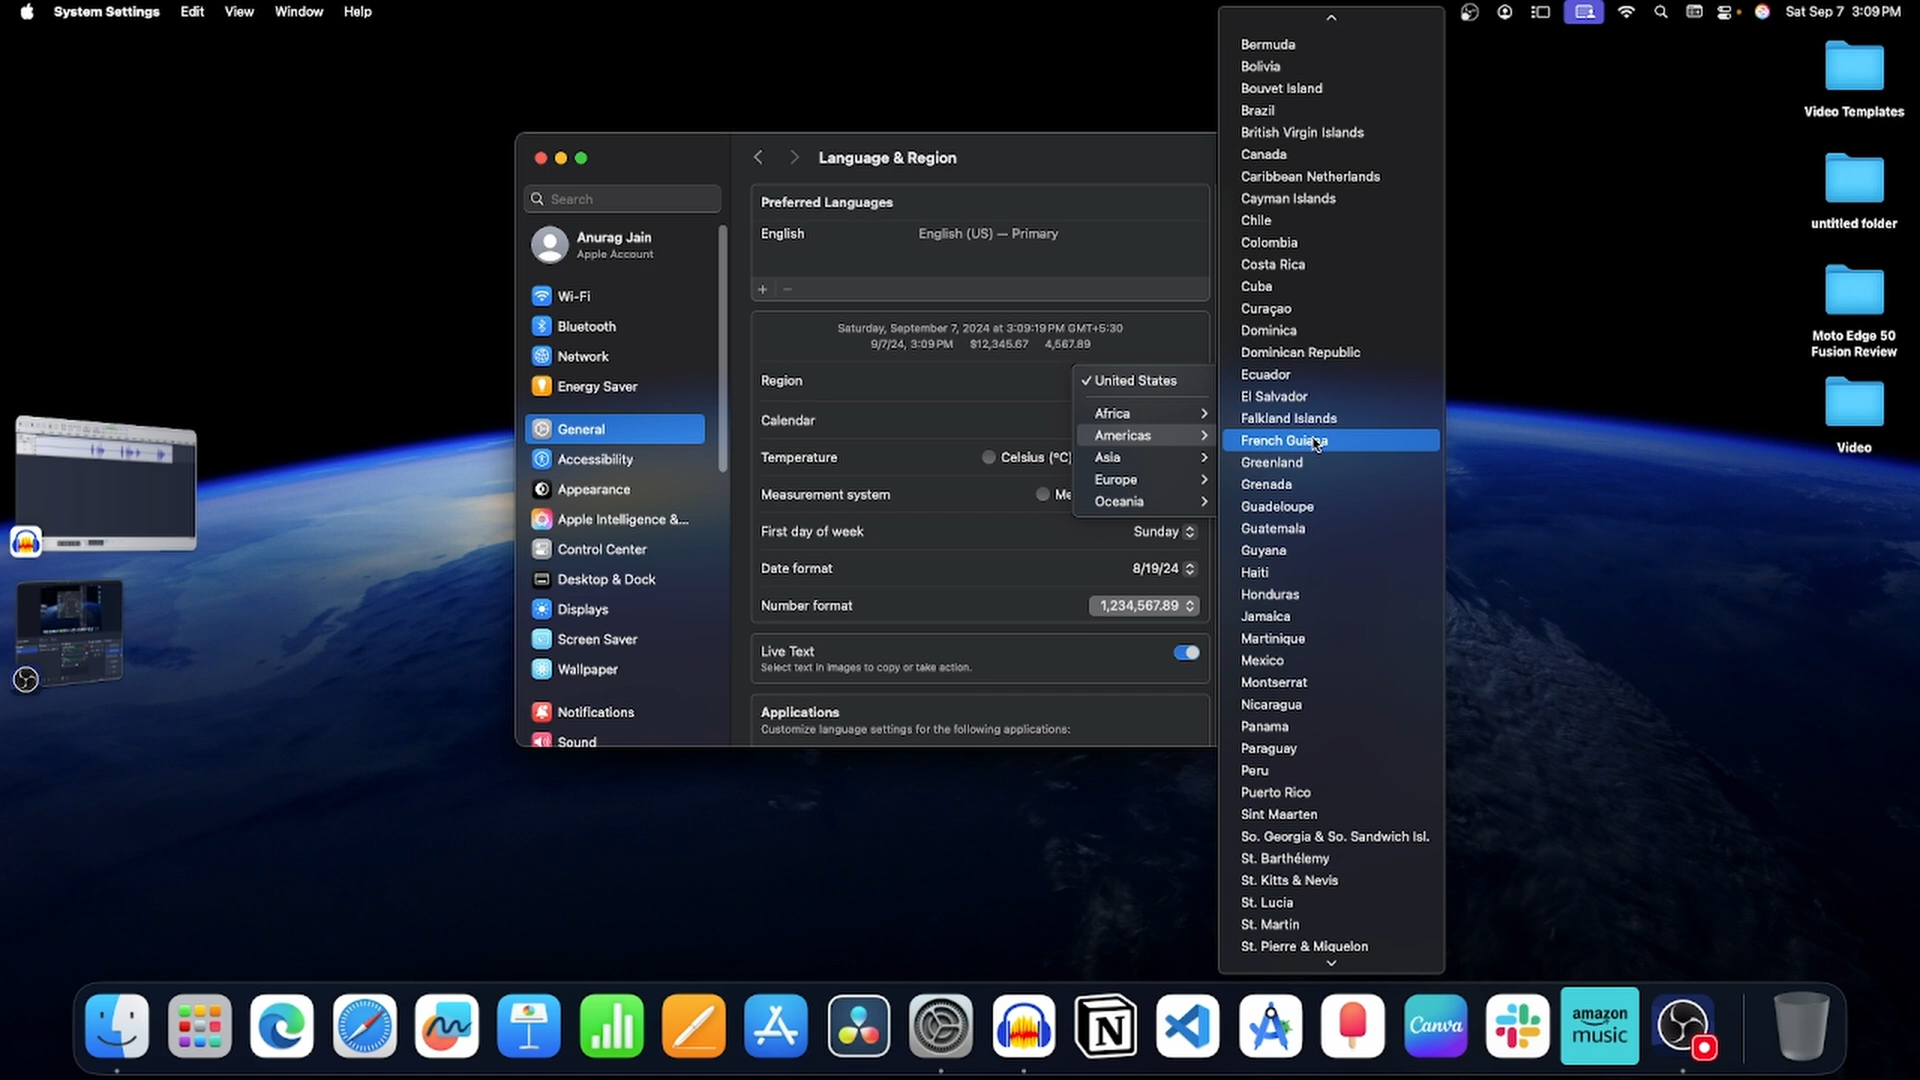 System Settings Edit View Window Help
Sat Sep 7 3:09 PM
Video Templates
untitled folder
Moto Edge 50
Fusion Review
Video
Language & Region
Search
Anurag Jain
Apple Account
Wi-Fi
Bluetooth
Network
Energy Saver
General
Accessibility
Appearance
Apple Intelligence &...
Control Center
Desktop & Dock
Displays
Screen Saver
Wallpaper
Notifications
Sound
Preferred Languages
English English (US) — Primary
+ −
Saturday, September 7, 2024 at 3:09:19 PM GMT+5:30
9/7/24, 3:09 PM $12,345.67 4,567.89
Region
Calendar
Temperature Celsius (°C)
Measurement system Me
First day of week Sunday
Date format 8/19/24
Number format 1,234,567.89
Live Text
Select text in images to copy or take action.
Applications
Customize language settings for the following applications:
✓ United States
Africa
Americas
Asia
Europe
Oceania
Bermuda
Bolivia
Bouvet Island
Brazil
British Virgin Islands
Canada
Caribbean Netherlands
Cayman Islands
Chile
Colombia
Costa Rica
Cuba
Curaçao
Dominica
Dominican Republic
Ecuador
El Salvador
Falkland Islands
French Guiana
Greenland
Grenada
Guadeloupe
Guatemala
Guyana
Haiti
Honduras
Jamaica
Martinique
Mexico
Montserrat
Nicaragua
Panama
Paraguay
Peru
Puerto Rico
Sint Maarten
So. Georgia & So. Sandwich Isl.
St. Barthélemy
St. Kitts & Nevis
St. Lucia
St. Martin
St. Pierre & Miquelon
Canva
amazon
music